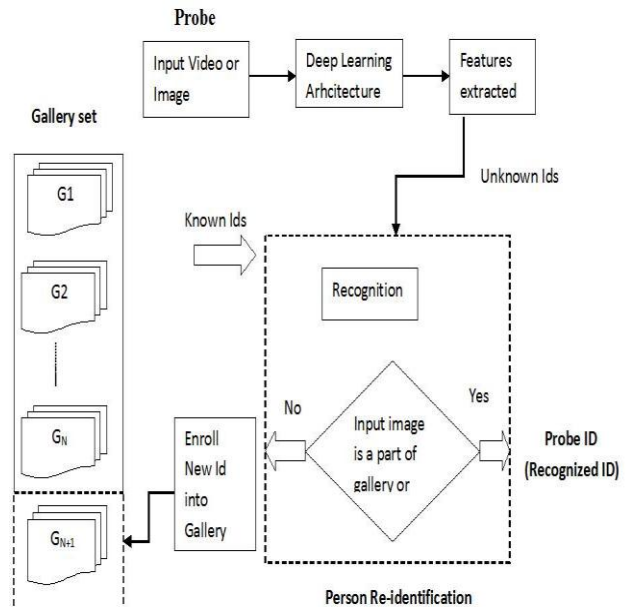 Probe
Input Video or
Image
Deep Learning
Arhcitecture
Features
extracted
Gallery set
G1
G2
GN
GN+1
Known Ids
Unknown Ids
Recognition
Input image
is a part of
gallery or
No
Yes
Enroll
New Id
into
Gallery
Probe ID
(Recognized ID)
Person Re-identification